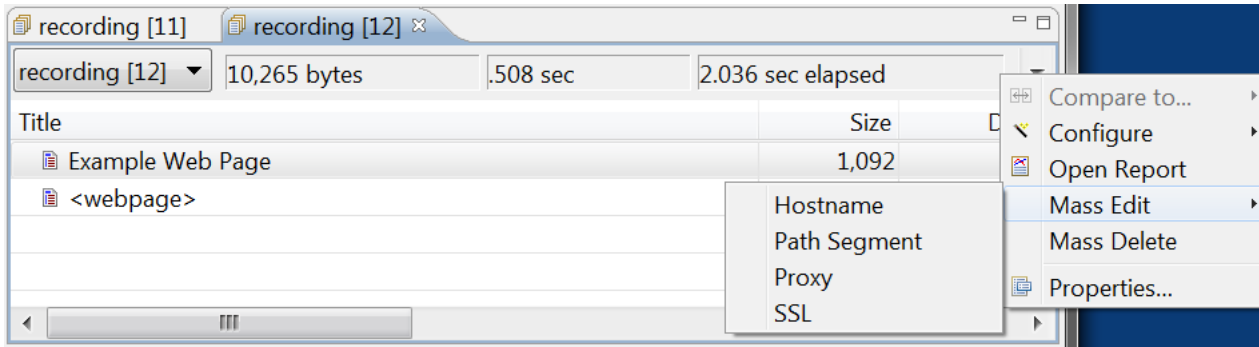 recording [11]
recording [12]
recording [12]
10,265 bytes
.508 sec
2.036 sec elapsed
Title
Size
D
Example Web Page
1,092
<webpage>
Compare to...
Configure
Open Report
Mass Edit
Mass Delete
Properties...
Hostname
Path Segment
Proxy
SSL